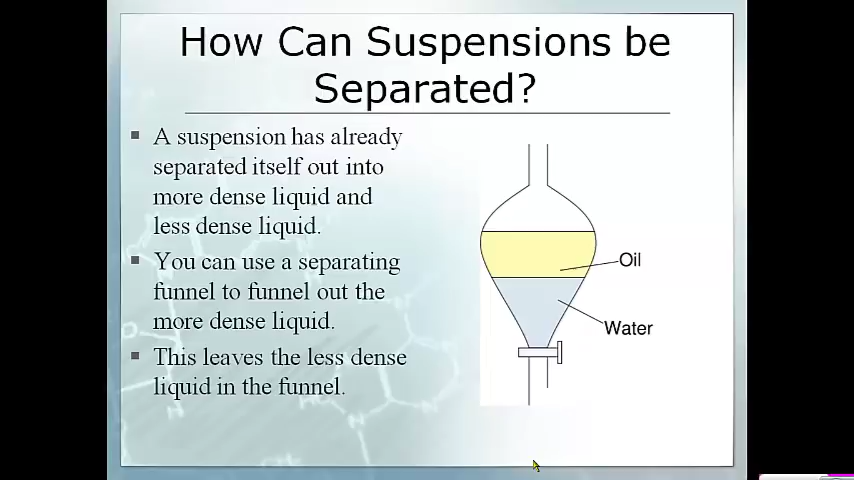 How Can Suspensions be
Separated?
A suspension has already
separated itself out into
more dense liquid and
less dense liquid.
You can use a separating
funnel to funnel out the
more dense liquid.
This leaves the less dense
liquid in the funnel.
Oil
Water